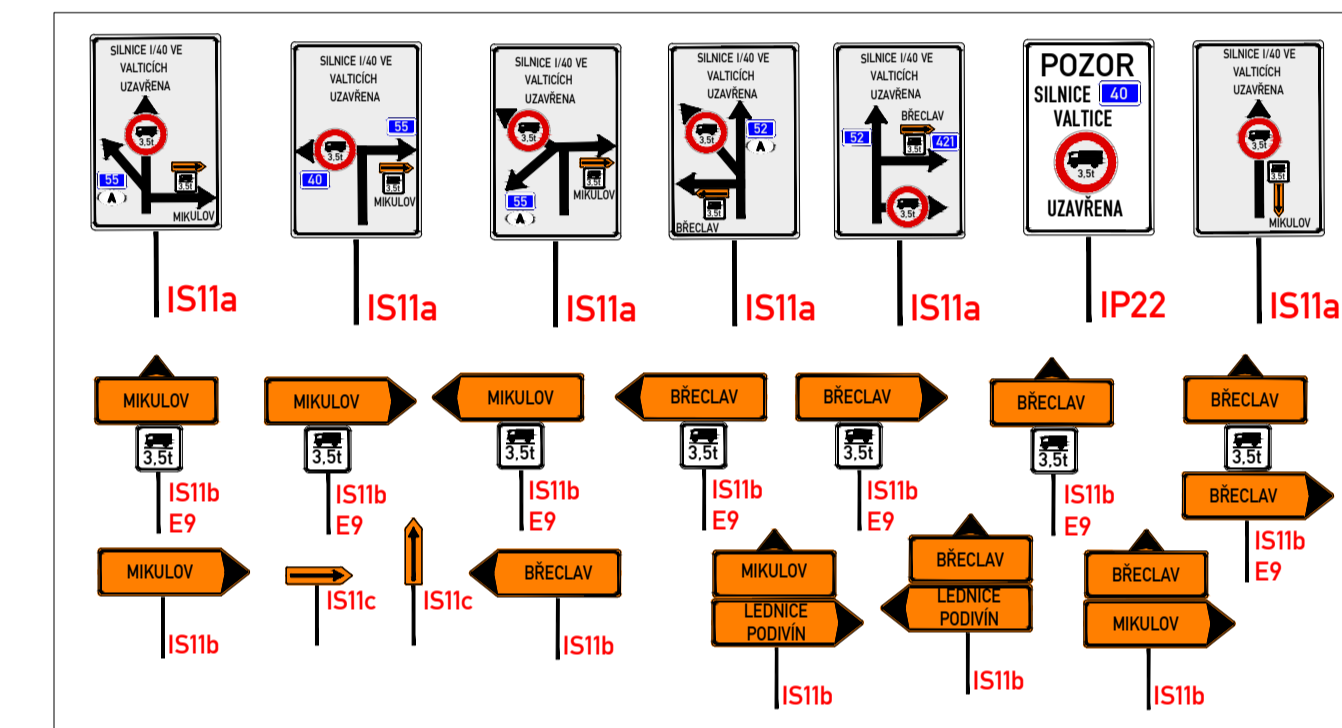 SILNICE I/40 VE
VALTICÍCH
UZAVŘENA
3,5t
55
A
3,5t
MIKULOV
IS11a
SILNICE I/40 VE
VALTICÍCH
UZAVŘENA
55
3,5t
40
3,5t
MIKULOV
IS11a
SILNICE I/40 VE
VALTICÍCH
UZAVŘENA
3,5t
3,5t
MIKULOV
55
A
IS11a
SILNICE I/40 VE
VALTICÍCH
UZAVŘENA
52
A
3,5t
3,5t
BŘECLAV
IS11a
SILNICE I/40 VE
VALTICÍCH
UZAVŘENA
BŘECLAV
52
3,5t
421
3,5t
IS11a
POZOR
SILNICE 40
VALTICE
3,5t
UZAVŘENA
IP22
SILNICE I/40 VE
VALTICÍCH
UZAVŘENA
3,5t
3,5t
MIKULOV
IS11a
MIKULOV
3,5t
IS11b
E9
MIKULOV
3,5t
IS11b
E9
MIKULOV
3,5t
IS11b
E9
BŘECLAV
3,5t
IS11b
E9
BŘECLAV
3,5t
IS11b
E9
BŘECLAV
3,5t
IS11b
E9
BŘECLAV
3,5t
BŘECLAV
IS11b
E9
MIKULOV
IS11b
IS11c
IS11c
BŘECLAV
IS11b
MIKULOV
LEDNICE
PODIVÍN
IS11b
BŘECLAV
LEDNICE
PODIVÍN
IS11b
BŘECLAV
MIKULOV
IS11b